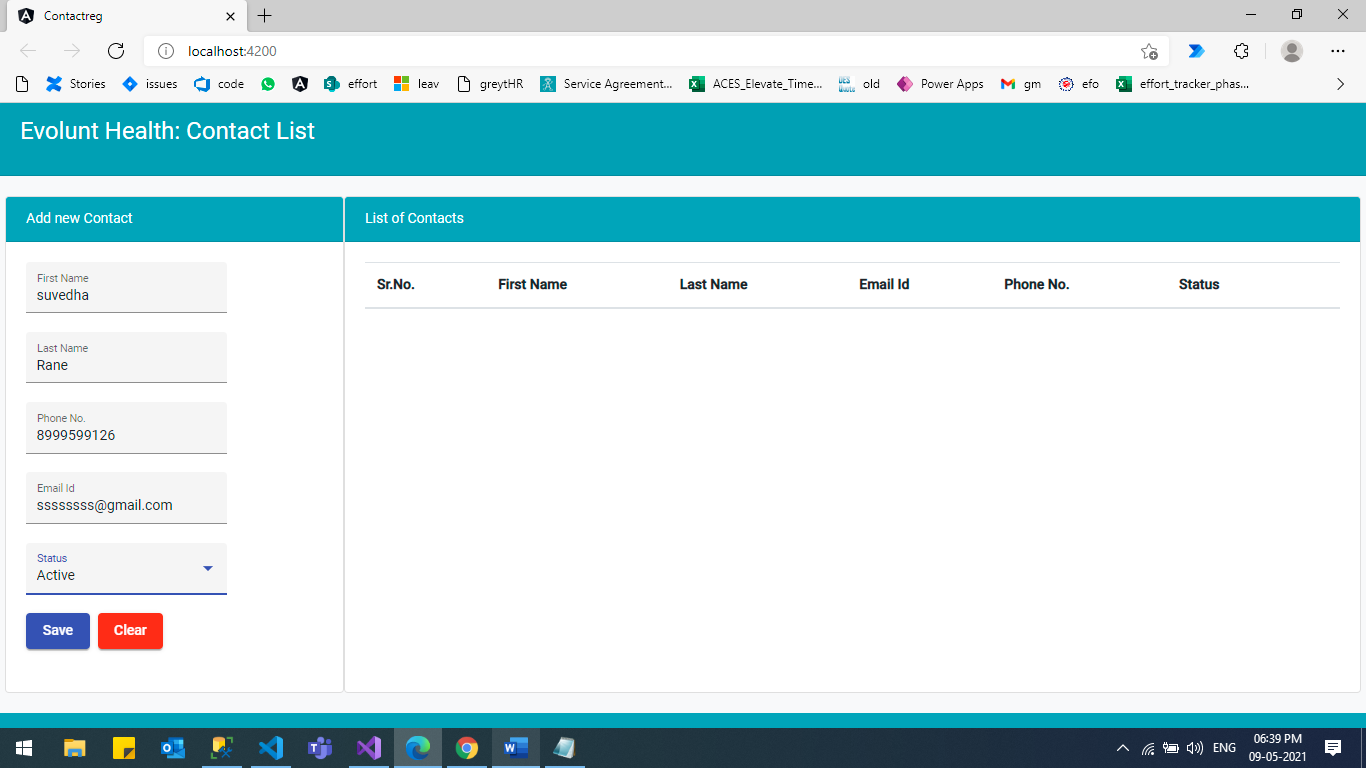 Contactreg
localhost:4200
Stories issues code effort leav greytHR Service Agreement... ACES_Elevate_Time... old Power Apps gm efo effort_tracker_phas...
Evolunt Health: Contact List
Add new Contact
List of Contacts
First Name
suvedha
Last Name
Rane
Phone No.
8999599126
Email Id
ssssssss@gmail.com
Status
Active
Save Clear
Sr.No. First Name Last Name Email Id Phone No. Status
ENG
06:39 PM
09-05-2021